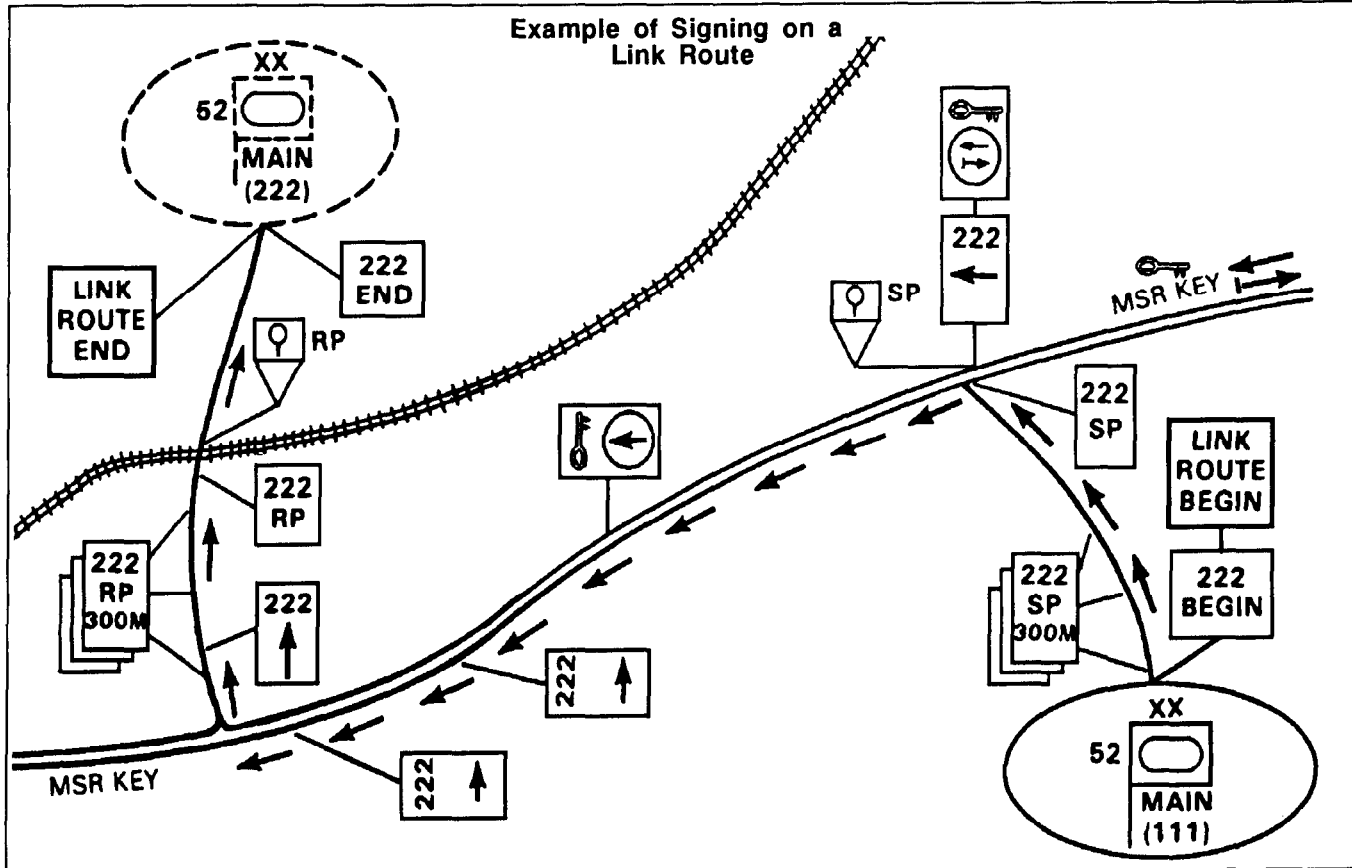 Example of Signing on a
Link Route
XX
52
MAIN
(222)
LINK
ROUTE
END
222
END
RP
222
RP
222
RP
300M
222
MSR KEY
222
222
222
SP
MSR KEY
222
SP
LINK
ROUTE
BEGIN
222
BEGIN
222
SP
300M
XX
52
MAIN
(111)